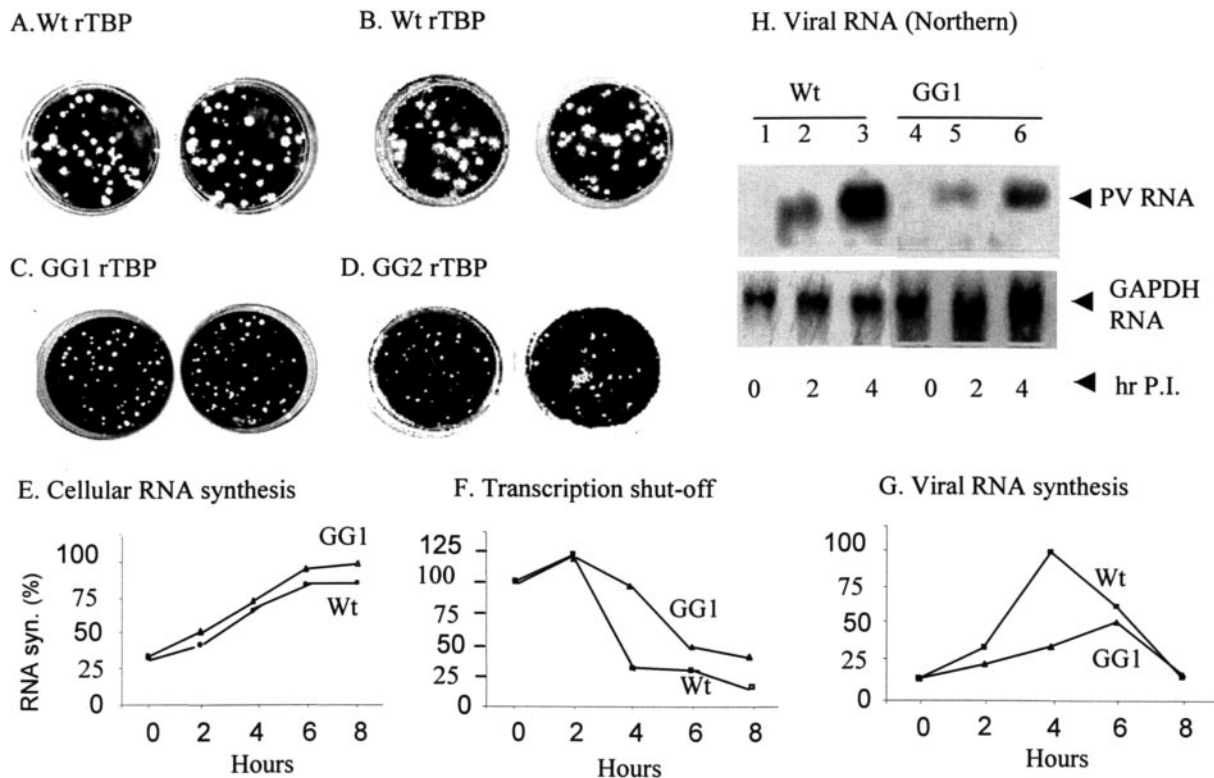 A.Wt rTBP
B. Wt rTBP
H. Viral RNA (Northern)
Wt GG1
1 2 3 4 5 6
PV RNA
C. GG1 rTBP
D. GG2 rTBP
GAPDH
RNA
0 2 4 0 2 4 hr P.I.
E. Cellular RNA synthesis
F. Transcription shut-off
G. Viral RNA synthesis
RNA syn. (%)
100
75
50
25
0
GG1
Wt
0 2 4 6 8
Hours
125
100
75
50
25
0
GG1
Wt
0 2 4 6 8
Hours
100
75
50
25
0
Wt
GG1
0 2 4 6 8
Hours